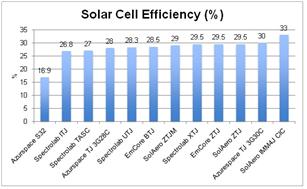 Solar Cell Efficiency (%)
35
30
25
20
15
10
5
0
%
16.9
26.8
27
28
28.3
28.5
29
29.5
29.5
29.5
30
33
Azurspace S32
Spectrolab ITJ
Spectrolab TASC
Azurspace TJ 3G28C
Spectrolab UTJ
EmCore BTJ
SolAero ZTJM
Spectrolab XTJ
EmCore ZTJ
SolAero ZTJ
Azurespace TJ 3G30C
SolAero IMM4J CIC